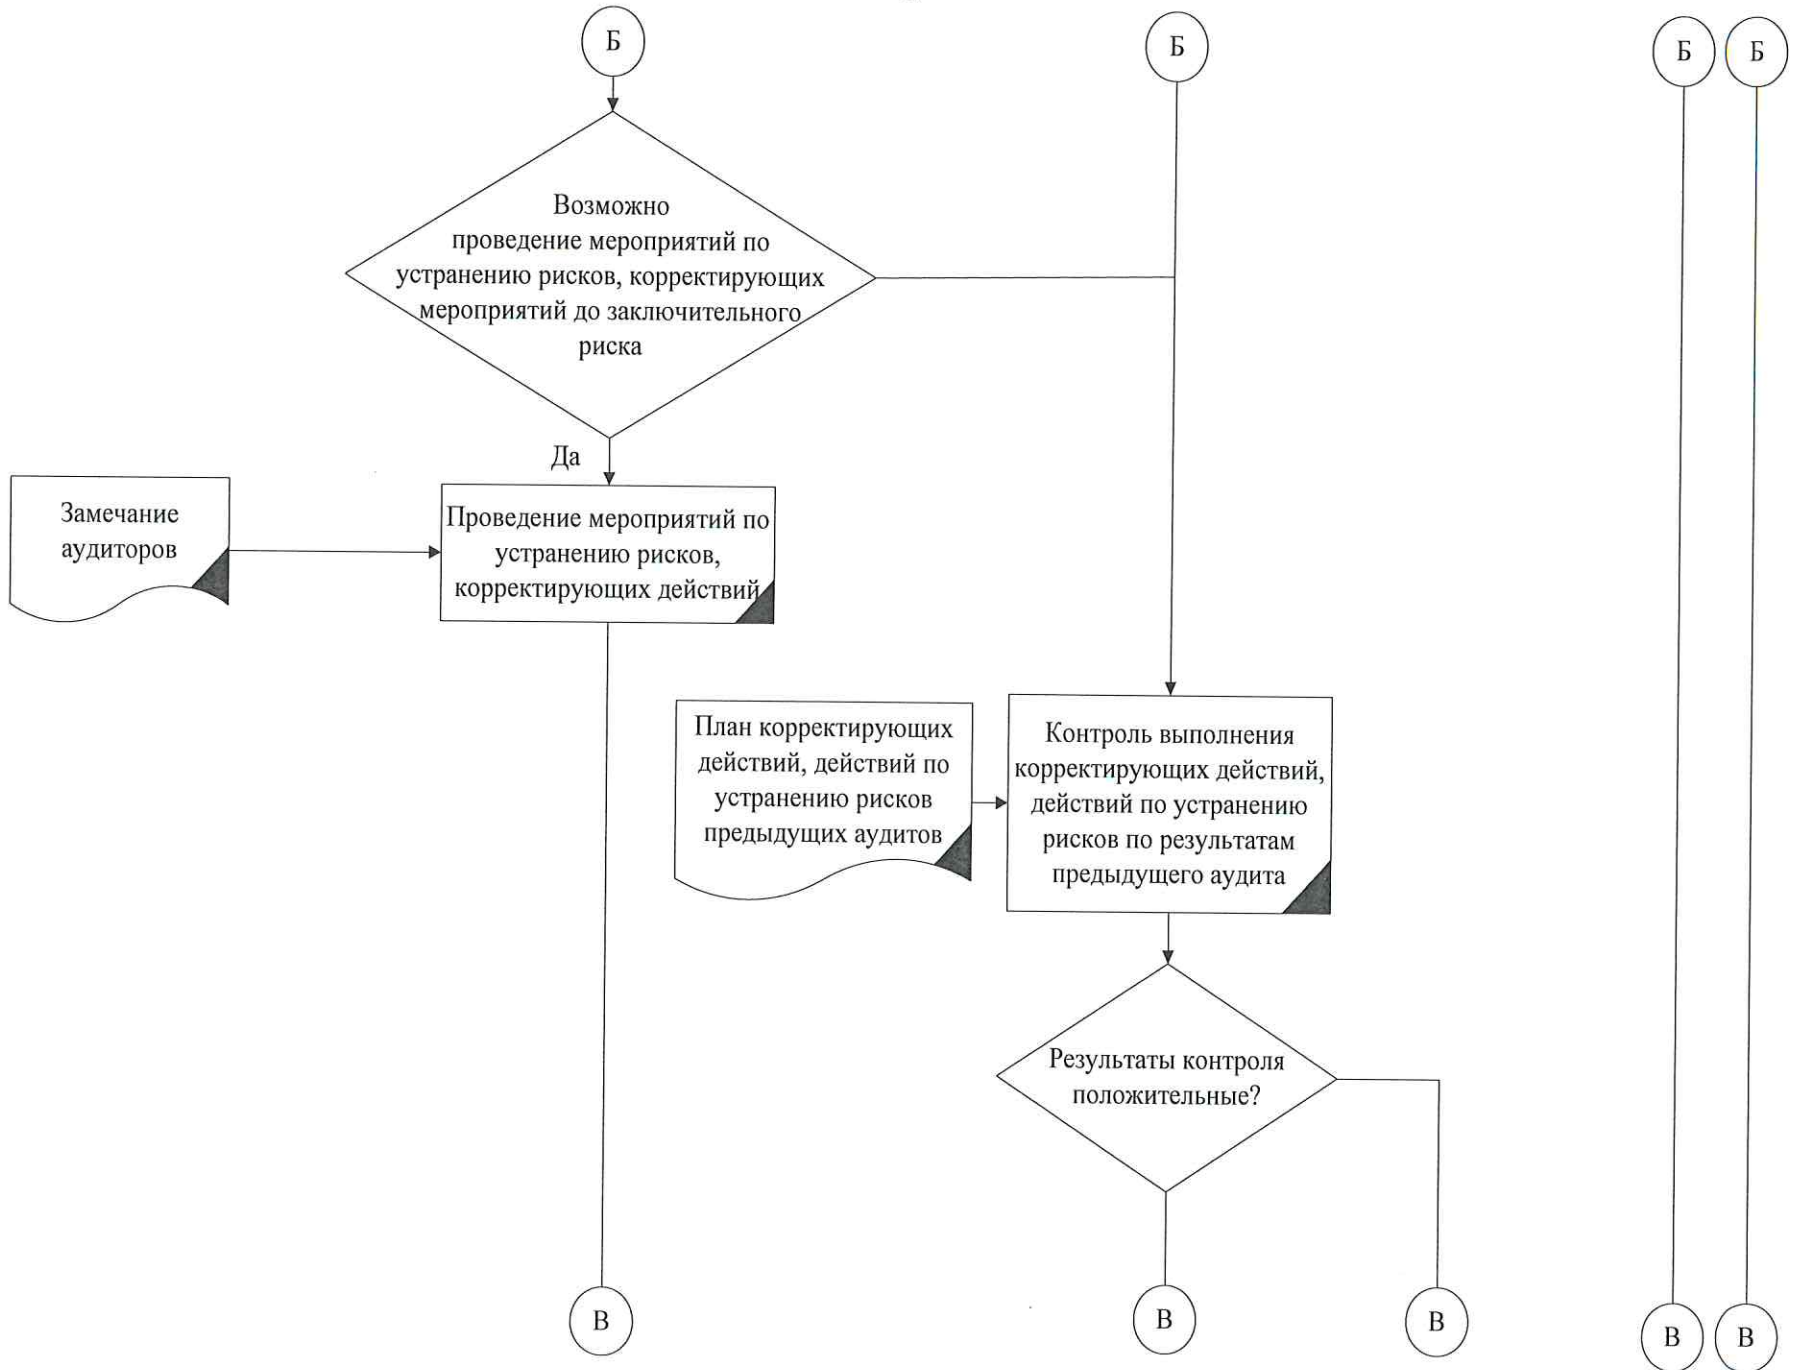 Б
Б
Б
Б
Возможно
проведение мероприятий по
устранению рисков, корректирующих
мероприятий до заключительного
риска
Да
Замечание
аудиторов
Проведение мероприятий по
устранению рисков,
корректирующих действий
План корректирующих
действий, действий по
устранению рисков
предыдущих аудитов
Контроль выполнения
корректирующих действий,
действий по устранению
рисков по результатам
предыдущего аудита
Результаты контроля
положительные?
В
В
В
В
В